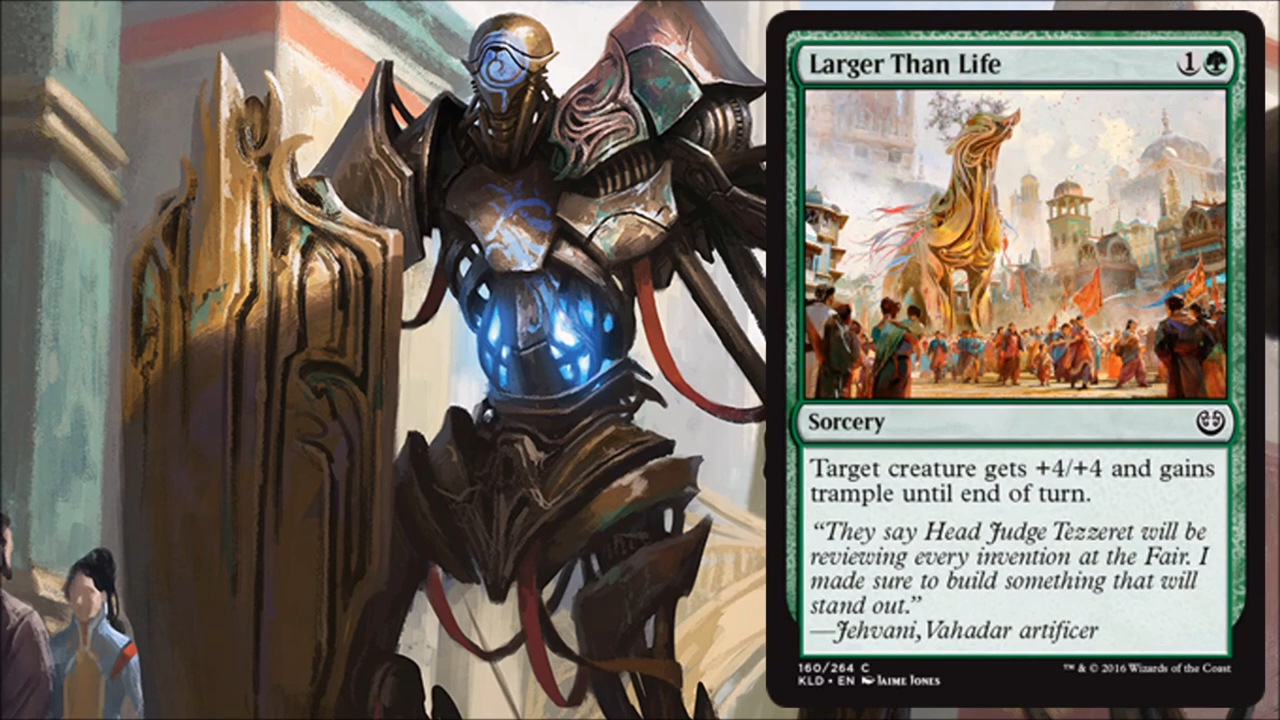 Larger Than Life 1
Sorcery
Target creature gets +4/+4 and gains
trample until end of turn.
“They say Head Judge Tezzeret will be
reviewing every invention at the Fair. I
made sure to build something that will
stand out.”
—Jehvani, Vahadar artificer
160/264 C
KLD • EN Jaime Jones
™ & © 2016 Wizards of the Coast